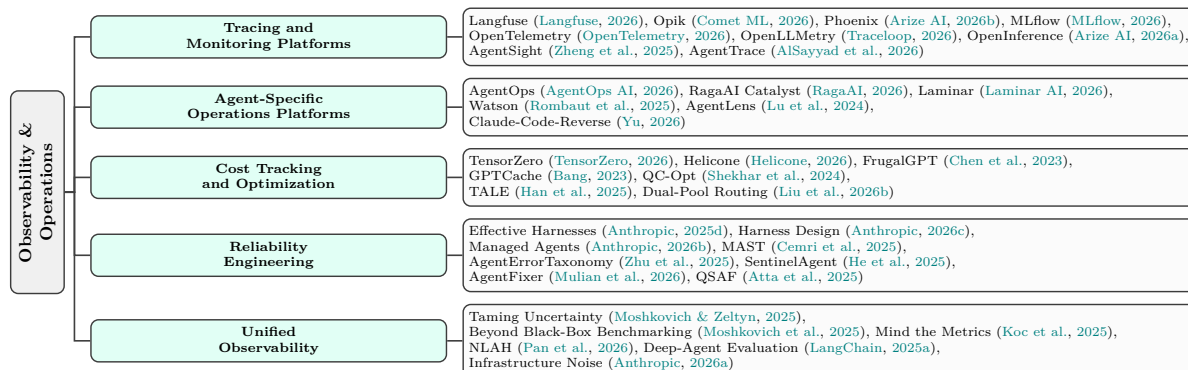 Observability &
Operations
Tracing and
Monitoring Platforms
Langfuse (Langfuse, 2026), Opik (Comet ML, 2026), Phoenix (Arize AI, 2026b), MLflow (MLflow, 2026),
OpenTelemetry (OpenTelemetry, 2026), OpenLLMetry (Traceloop, 2026), OpenInference (Arize AI, 2026a),
AgentSight (Zheng et al., 2025), AgentTrace (AlSayyad et al., 2026)
Agent-Specific
Operations Platforms
AgentOps (AgentOps AI, 2026), RagaAI Catalyst (RagaAI, 2026), Laminar (Laminar AI, 2026),
Watson (Rombaut et al., 2025), AgentLens (Lu et al., 2024),
Claude-Code-Reverse (Yu, 2026)
Cost Tracking
and Optimization
TensorZero (TensorZero, 2026), Helicone (Helicone, 2026), FrugalGPT (Chen et al., 2023),
GPTCache (Bang, 2023), QC-Opt (Shekhar et al., 2024),
TALE (Han et al., 2025), Dual-Pool Routing (Liu et al., 2026b)
Reliability
Engineering
Effective Harnesses (Anthropic, 2025d), Harness Design (Anthropic, 2026c),
Managed Agents (Anthropic, 2026b), MAST (Cemri et al., 2025),
AgentErrorTaxonomy (Zhu et al., 2025), SentinelAgent (He et al., 2025),
AgentFixer (Mulian et al., 2026), QSAF (Atta et al., 2025)
Unified
Observability
Taming Uncertainty (Moshkovich & Zeltyn, 2025),
Beyond Black-Box Benchmarking (Moshkovich et al., 2025), Mind the Metrics (Koc et al., 2025),
NLAH (Pan et al., 2026), Deep-Agent Evaluation (LangChain, 2025a),
Infrastructure Noise (Anthropic, 2026a)